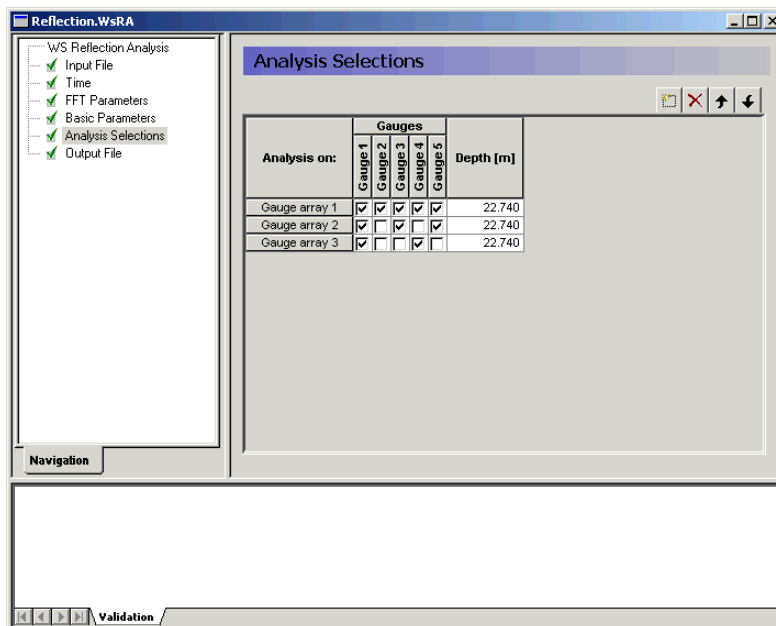 Reflection.WsRA
WS Reflection Analysis
Input File
Time
FFT Parameters
Basic Parameters
Analysis Selections
Output File
Navigation
Analysis Selections
Analysis on:
Gauges
Gauge 1
Gauge 2
Gauge 3
Gauge 4
Gauge 5
Depth [m]
Gauge array 1 22.740
Gauge array 2 22.740
Gauge array 3 22.740
Validation